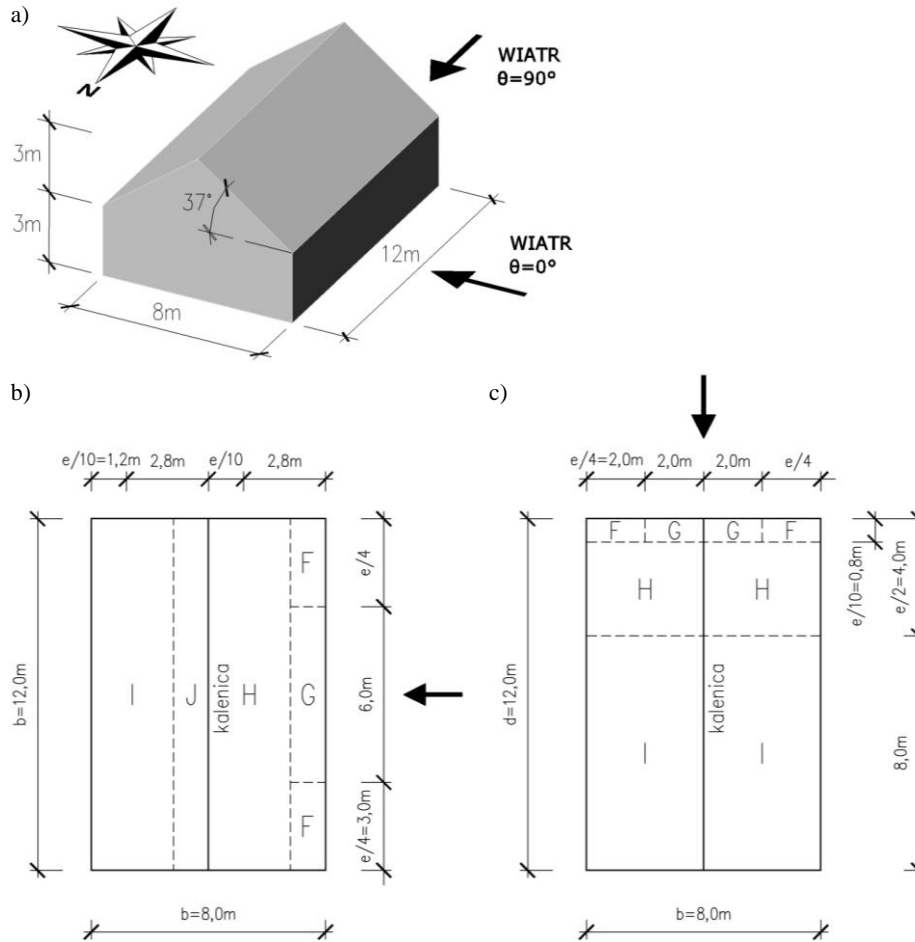 a)
WIATR
θ=90°
N
3m
37°
3m
12m
WIATR
θ=0°
8m
b)
c)
e/10=1,2m 2,8m e/10 2,8m
e/4=2,0m 2,0m 2,0m e/4
F
e/4
F G G F
e/10=0,8m
e/2=4,0m
H H
b=12,0m
I J kalenica H G
6,0m
d=12,0m
kalenica
I I
8,0m
F
e/4=3,0m
b=8,0m
b=8,0m